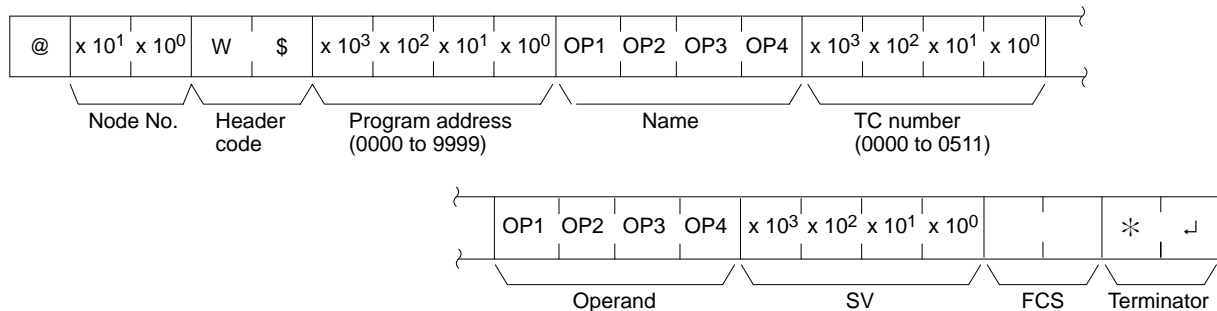 @ x 10¹ x 10⁰ W $ x 10³ x 10² x 10¹ x 10⁰ OP1 OP2 OP3 OP4 x 10³ x 10² x 10¹ x 10⁰
Node No. Header code Program address (0000 to 9999) Name TC number (0000 to 0511)
OP1 OP2 OP3 OP4 x 10³ x 10² x 10¹ x 10⁰ * ↵
Operand SV FCS Terminator